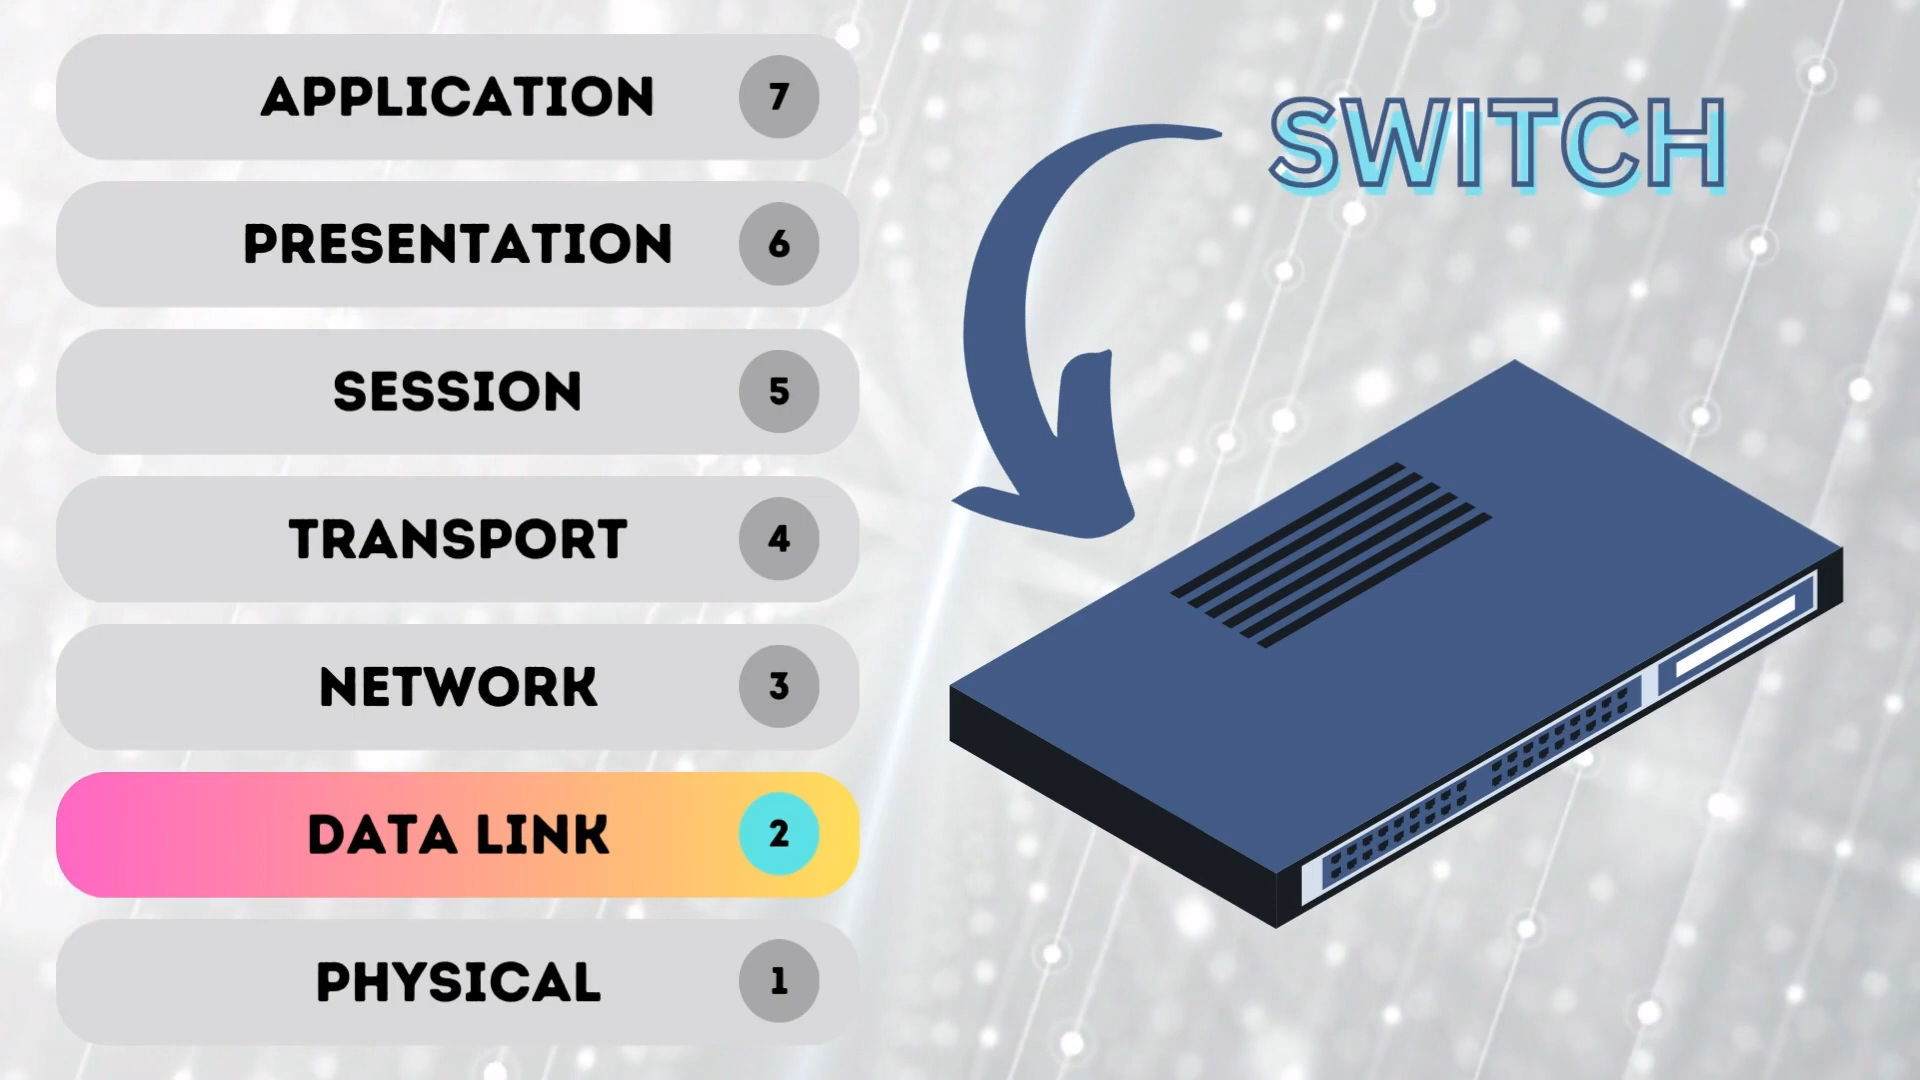 APPLICATION 7
PRESENTATION 6
SESSION 5
TRANSPORT 4
NETWORK 3
DATA LINK 2
PHYSICAL 1
SWITCH